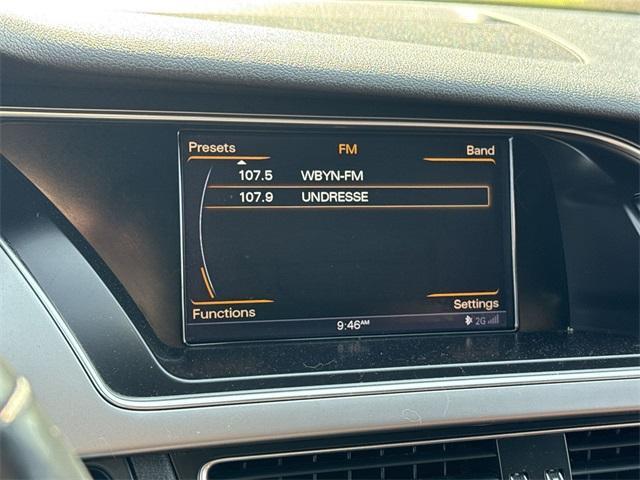 Presets FM Band
107.5 WBYN-FM
107.9 UNDRESSE
Functions Settings
9:46AM 2G